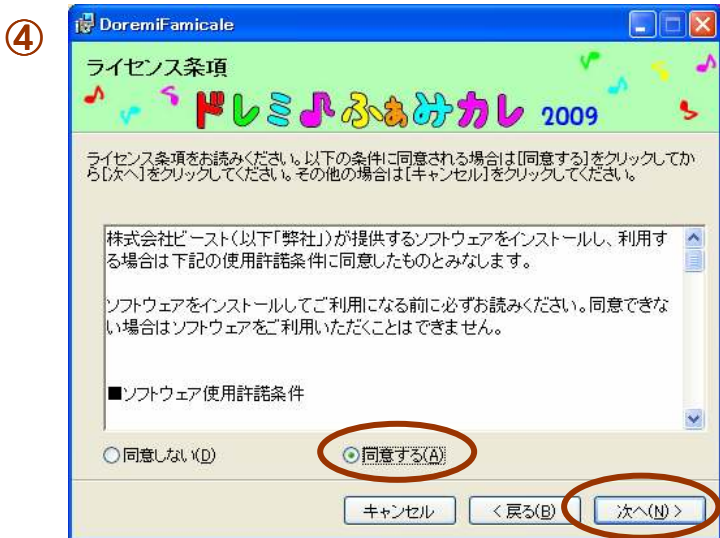 ④
DoremiFamicale
ライセンス条項
ドレミ♪ふぁみカレ 2009
ライセンス条項をお読みください。以下の条件に同意される場合は[同意する]をクリックしてか
ら[次へ]をクリックしてください。その他の場合は[キャンセル]をクリックしてください。
株式会社ビースト(以下「弊社」)が提供するソフトウェアをインストールし、利用す
る場合は下記の使用許諾条件に同意したものとみなします。
ソフトウェアをインストールしてご利用になる前に必ずお読みください。同意できな
い場合はソフトウェアをご利用いただくことはできません。
■ソフトウェア使用許諾条件
同意しない(D) 同意する(A)
キャンセル < 戻る(B) 次へ(N) >